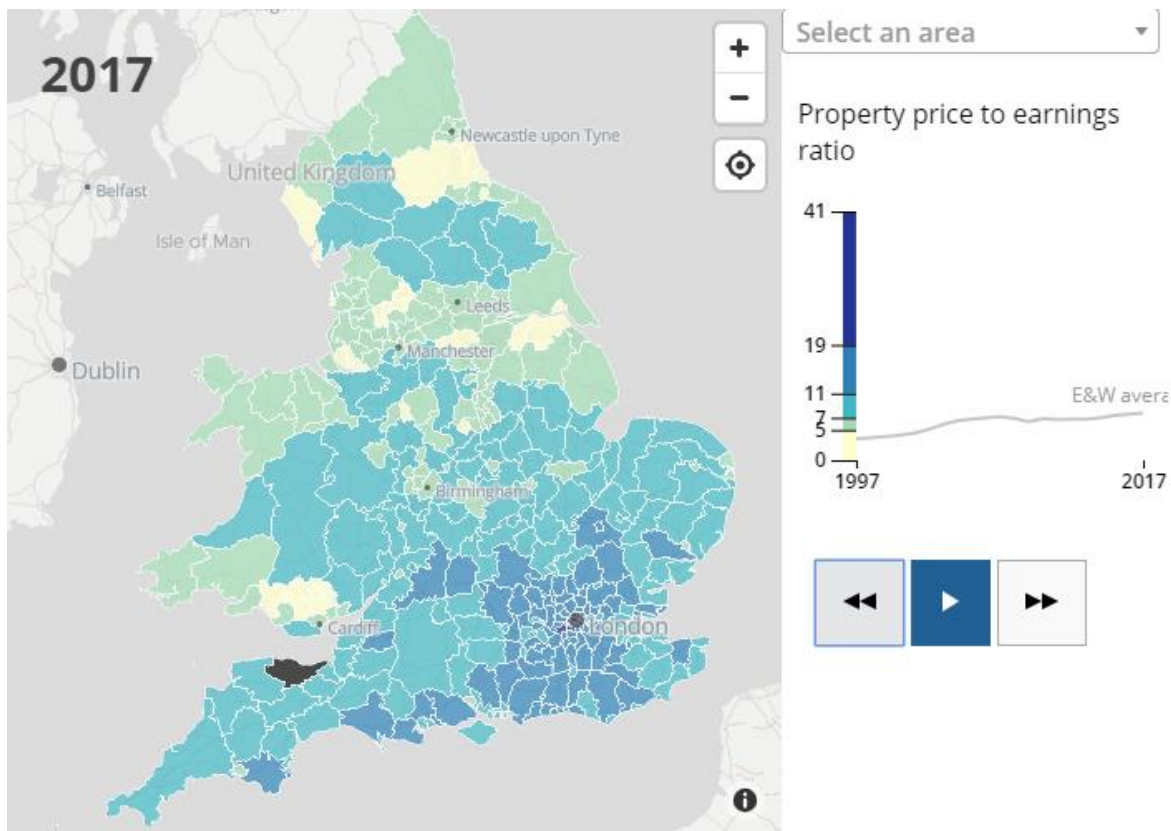 2017
Newcastle upon Tyne
United Kingdom
Belfast
Isle of Man
Leeds
Manchester
Dublin
Birmingham
Cardiff
London
+
−
Select an area
Property price to earnings
ratio
41
19
11
7
5
0
E&W avera
1997
2017